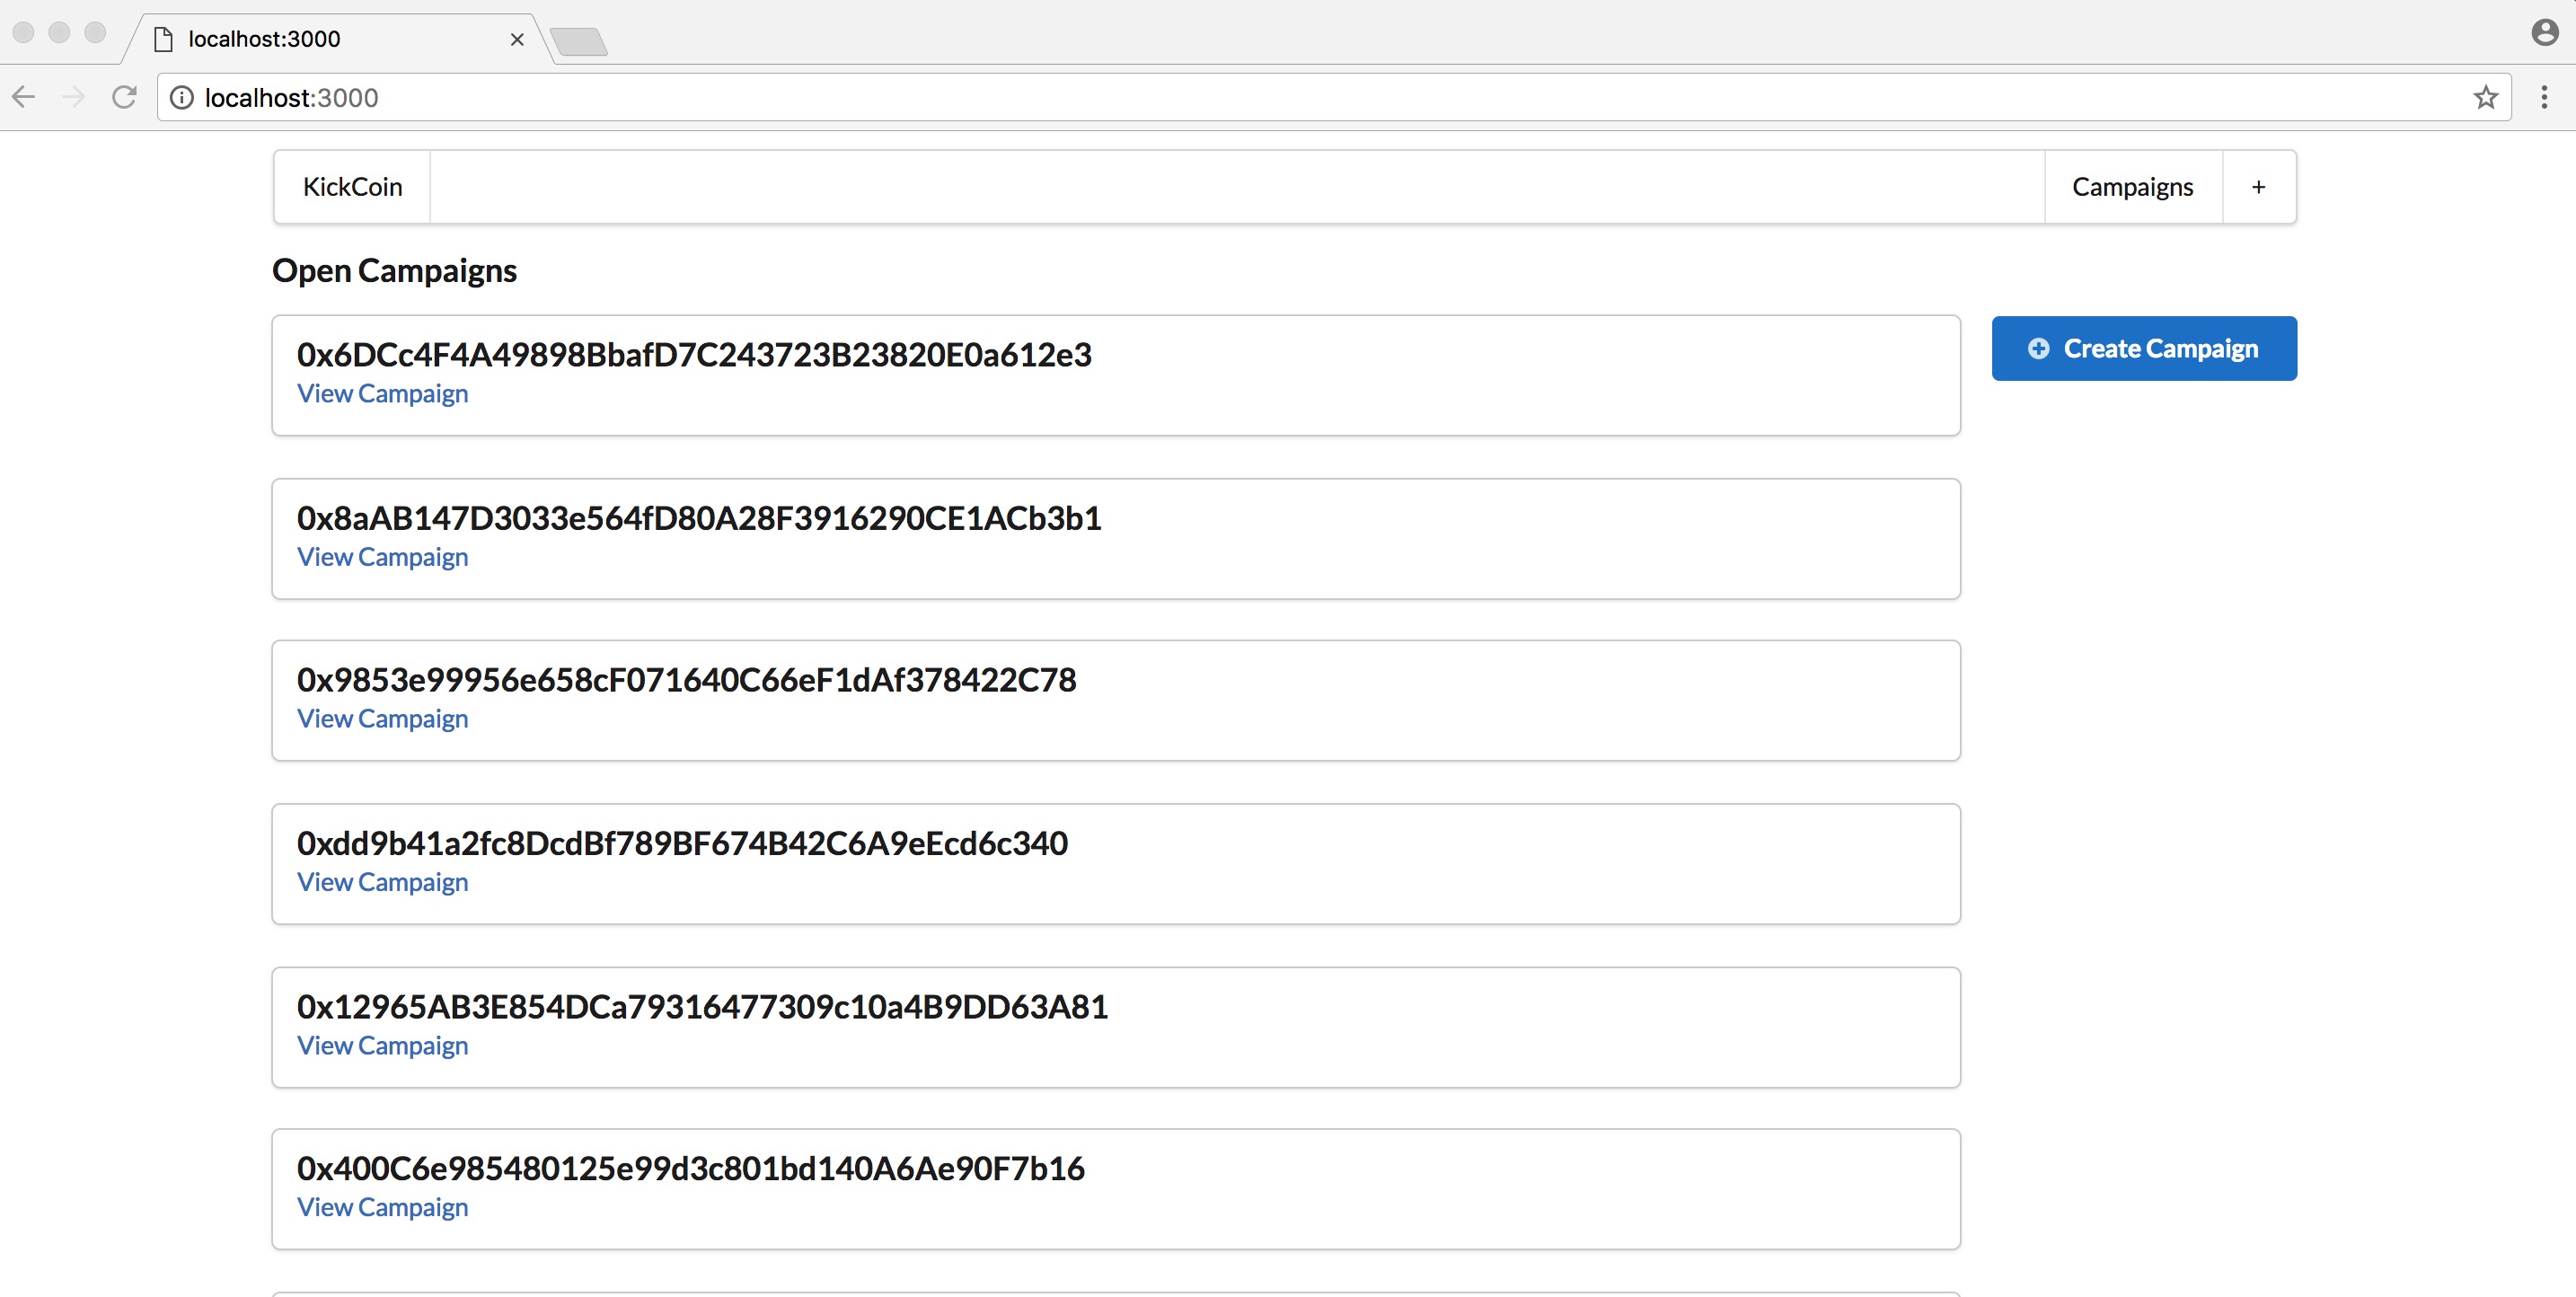 localhost:3000
localhost:3000
KickCoin Campaigns +
Open Campaigns
0x6DCc4F4A49898BbafD7C243723B23820E0a612e3
View Campaign
Create Campaign
0x8aAB147D3033e564fD80A28F3916290CE1ACb3b1
View Campaign
0x9853e99956e658cF071640C66eF1dAf378422C78
View Campaign
0xdd9b41a2fc8DcdBf789BF674B42C6A9eEcd6c340
View Campaign
0x12965AB3E854DCa79316477309c10a4B9DD63A81
View Campaign
0x400C6e985480125e99d3c801bd140A6Ae90F7b16
View Campaign